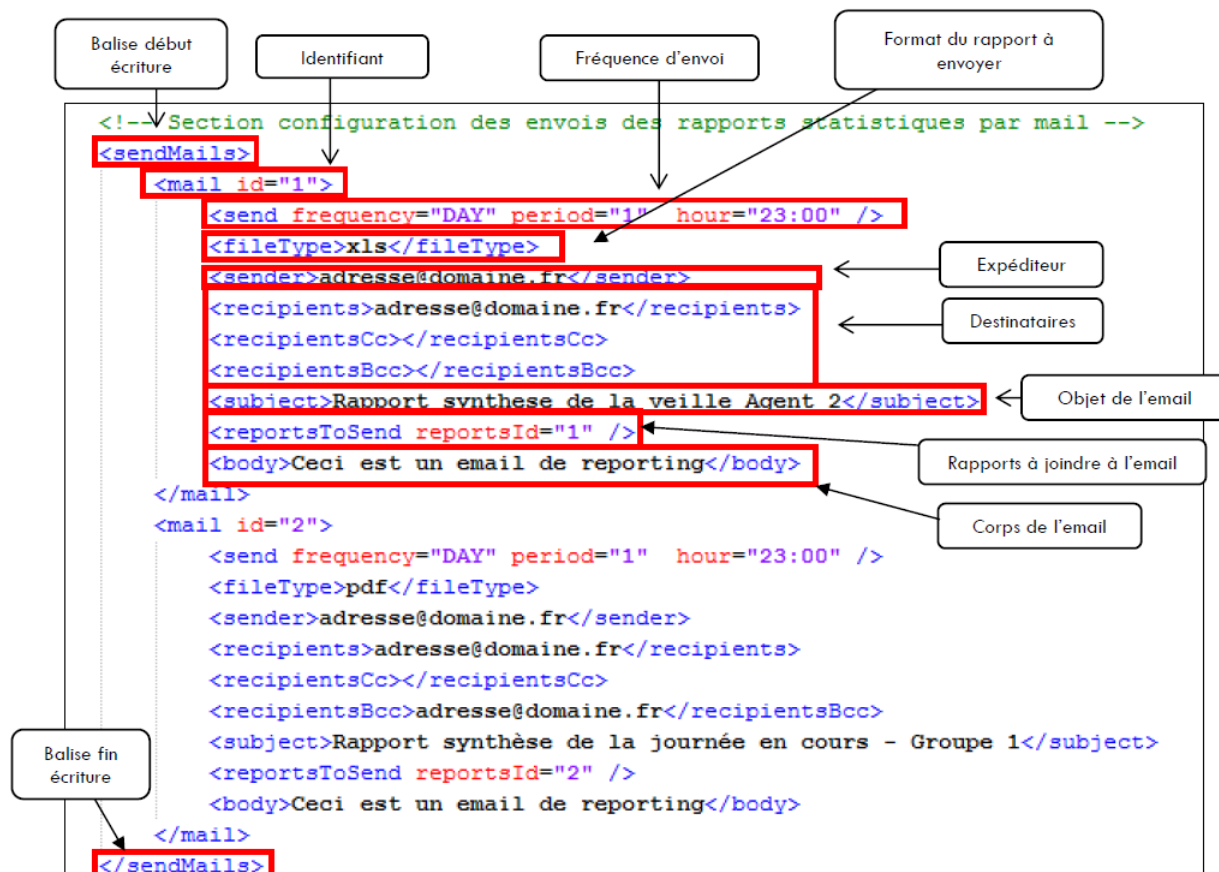 Balise début
écriture
Identifiant
Fréquence d'envoi
Format du rapport à
envoyer
<!-- Section configuration des envois des rapports statistiques par mail -->
<sendMails>
<mail id="1">
<send frequency="DAY" period="1"  hour="23:00" />
<fileType>xls</fileType>
<sender>adresse@domaine.fr</sender>
Expéditeur
<recipients>adresse@domaine.fr</recipients>
Destinataires
<recipientsCc></recipientsCc>
<recipientsBcc></recipientsBcc>
<subject>Rapport synthese de la veille Agent 2</subject>
Objet de l'email
<reportsToSend reportsId="1" />
Rapports à joindre à l'email
<body>Ceci est un email de reporting</body>
Corps de l'email
</mail>
<mail id="2">
<send frequency="DAY" period="1"  hour="23:00" />
<fileType>pdf</fileType>
<sender>adresse@domaine.fr</sender>
<recipients>adresse@domaine.fr</recipients>
<recipientsCc></recipientsCc>
<recipientsBcc>adresse@domaine.fr</recipientsBcc>
<subject>Rapport synthèse de la journée en cours - Groupe 1</subject>
Balise fin
écriture
<reportsToSend reportsId="2" />
<body>Ceci est un email de reporting</body>
</mail>
</sendMails>